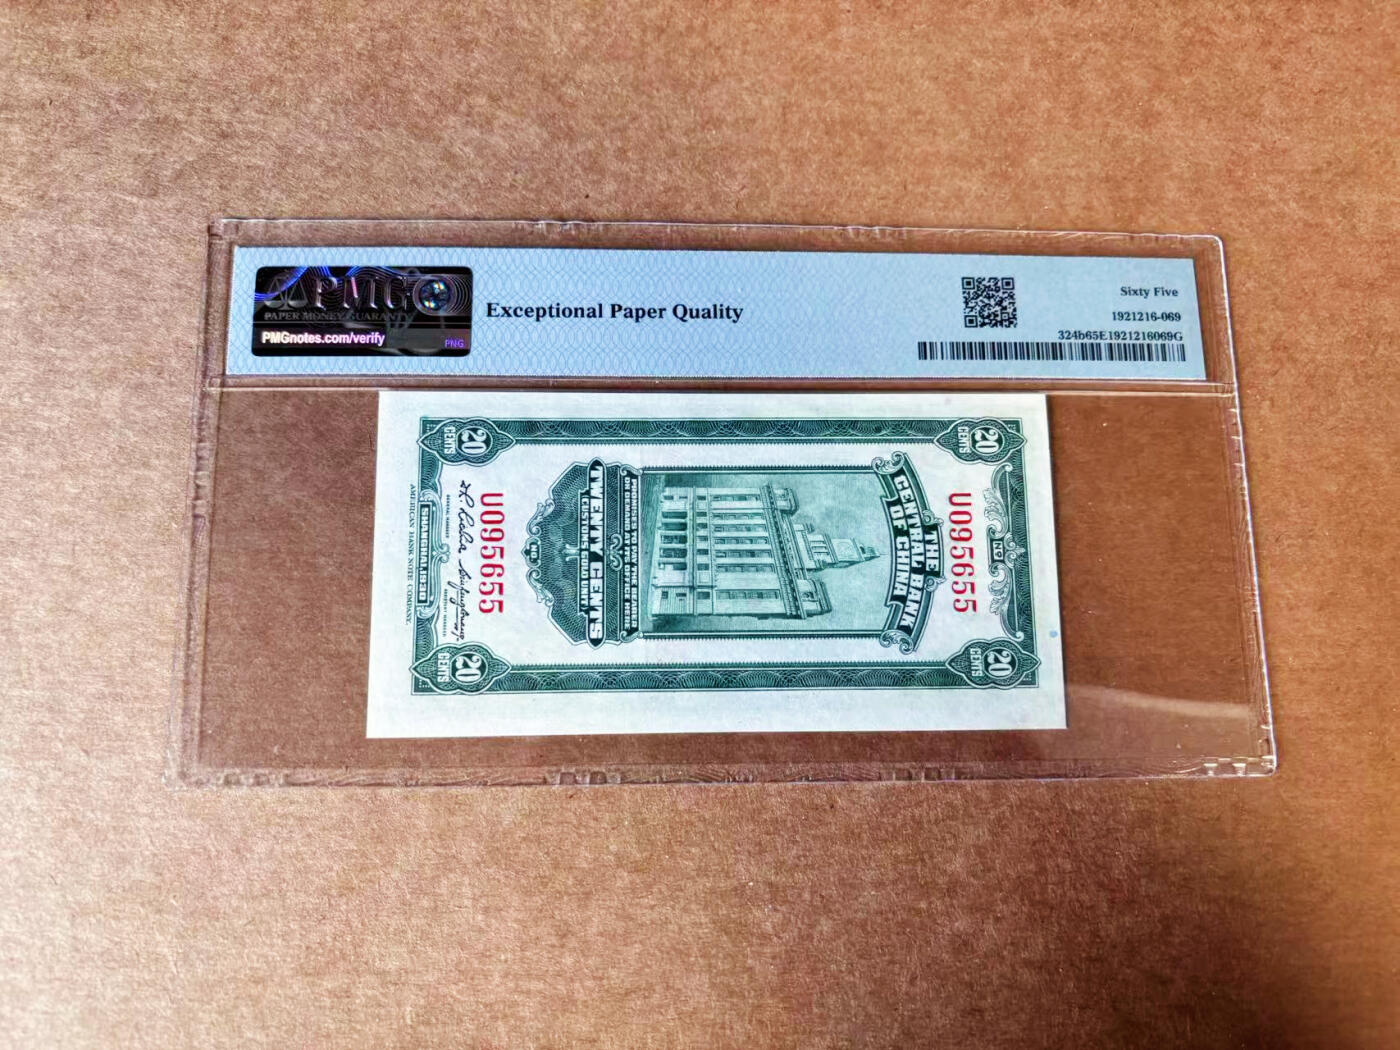 PMG
PAPER MONEY GUARANTY
PMGnotes.com/verify
PNG
Exceptional Paper Quality
Sixty Five
1921216-069
324b65E1921216069G
20
CENTS
20
CENTS
Nº
U095655
THE
CENTRAL BANK
OF CHINA
PROMISES TO PAY THE BEARER
ON DEMAND AT ITS OFFICE HERE
TWENTY CENTS
(CUSTOMS GOLD UNIT)
U095655
SHANGHAI. 1930
20
CENTS
20
CENTS
AMERICAN BANK NOTE COMPANY.